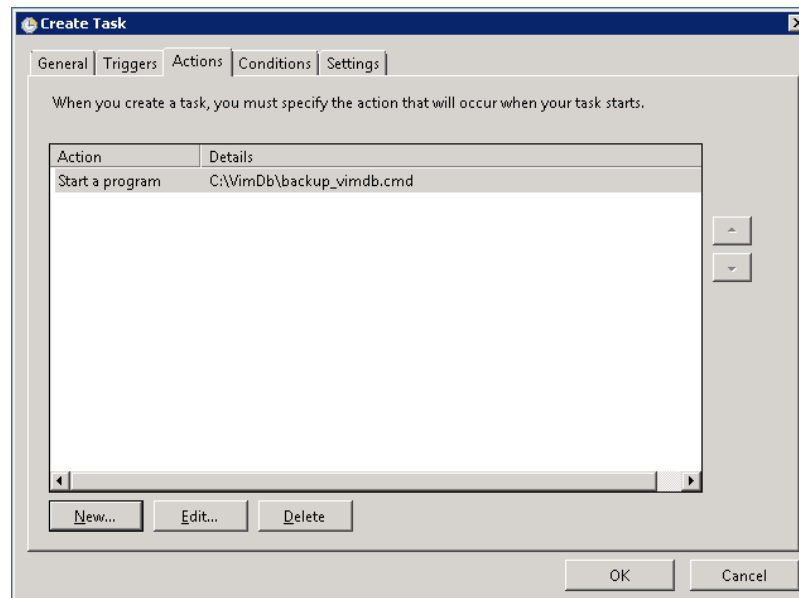 Create Task
General Triggers Actions Conditions Settings
When you create a task, you must specify the action that will occur when your task starts.
Action Details
Start a program C:\VimDb\backup_vimdb.cmd
New... Edit... Delete
OK Cancel